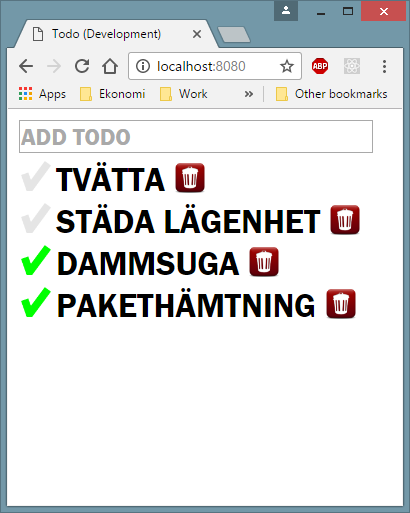 Todo (Development)
localhost:8080
ABP
Apps Ekonomi Work » Other bookmarks
ADD TODO
TVÄTTA
STÄDA LÄGENHET
DAMMSUGA
PAKETHÄMTNING